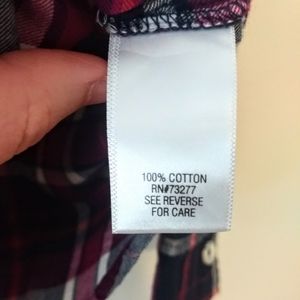 100% COTTON
RN#73277
SEE REVERSE
FOR CARE